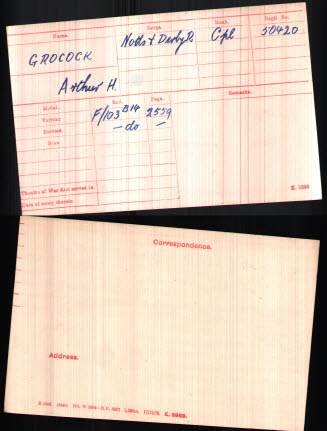 Name. Corps. Rank. Regtl. No.
GROCOCK Notts & Derby R Cpl 50420
Arthur H.
Medal. Roll. Page. Remarks.
Victory F/103 B14 2559
British —do—
Star
Theatre of War first served in
Date of entry therein
K. 1380
Correspondence.
Address.